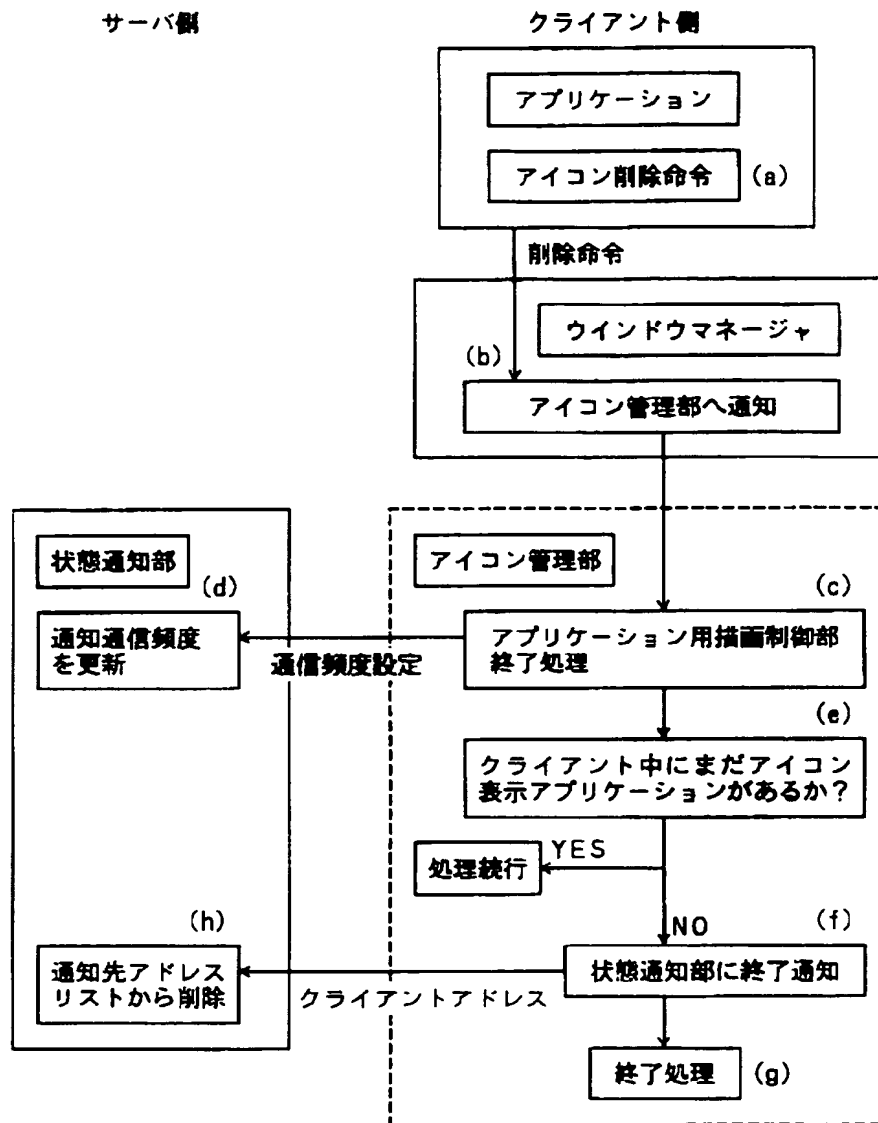 サーバ側
クライアント側
アプリケーション
アイコン削除命令
(a)
削除命令
ウインドウマネージャ
(b)
アイコン管理部へ通知
状態通知部
(d)
アイコン管理部
(c)
通知通信頻度
を更新
通信頻度設定
アプリケーション用描画制御部
終了処理
(e)
クライアント中にまだアイコン
表示アプリケーションがあるか?
処理続行
YES
NO
(h)
(f)
通知先アドレス
リストから削除
クライアントアドレス
状態通知部に終了通知
終了処理
(g)